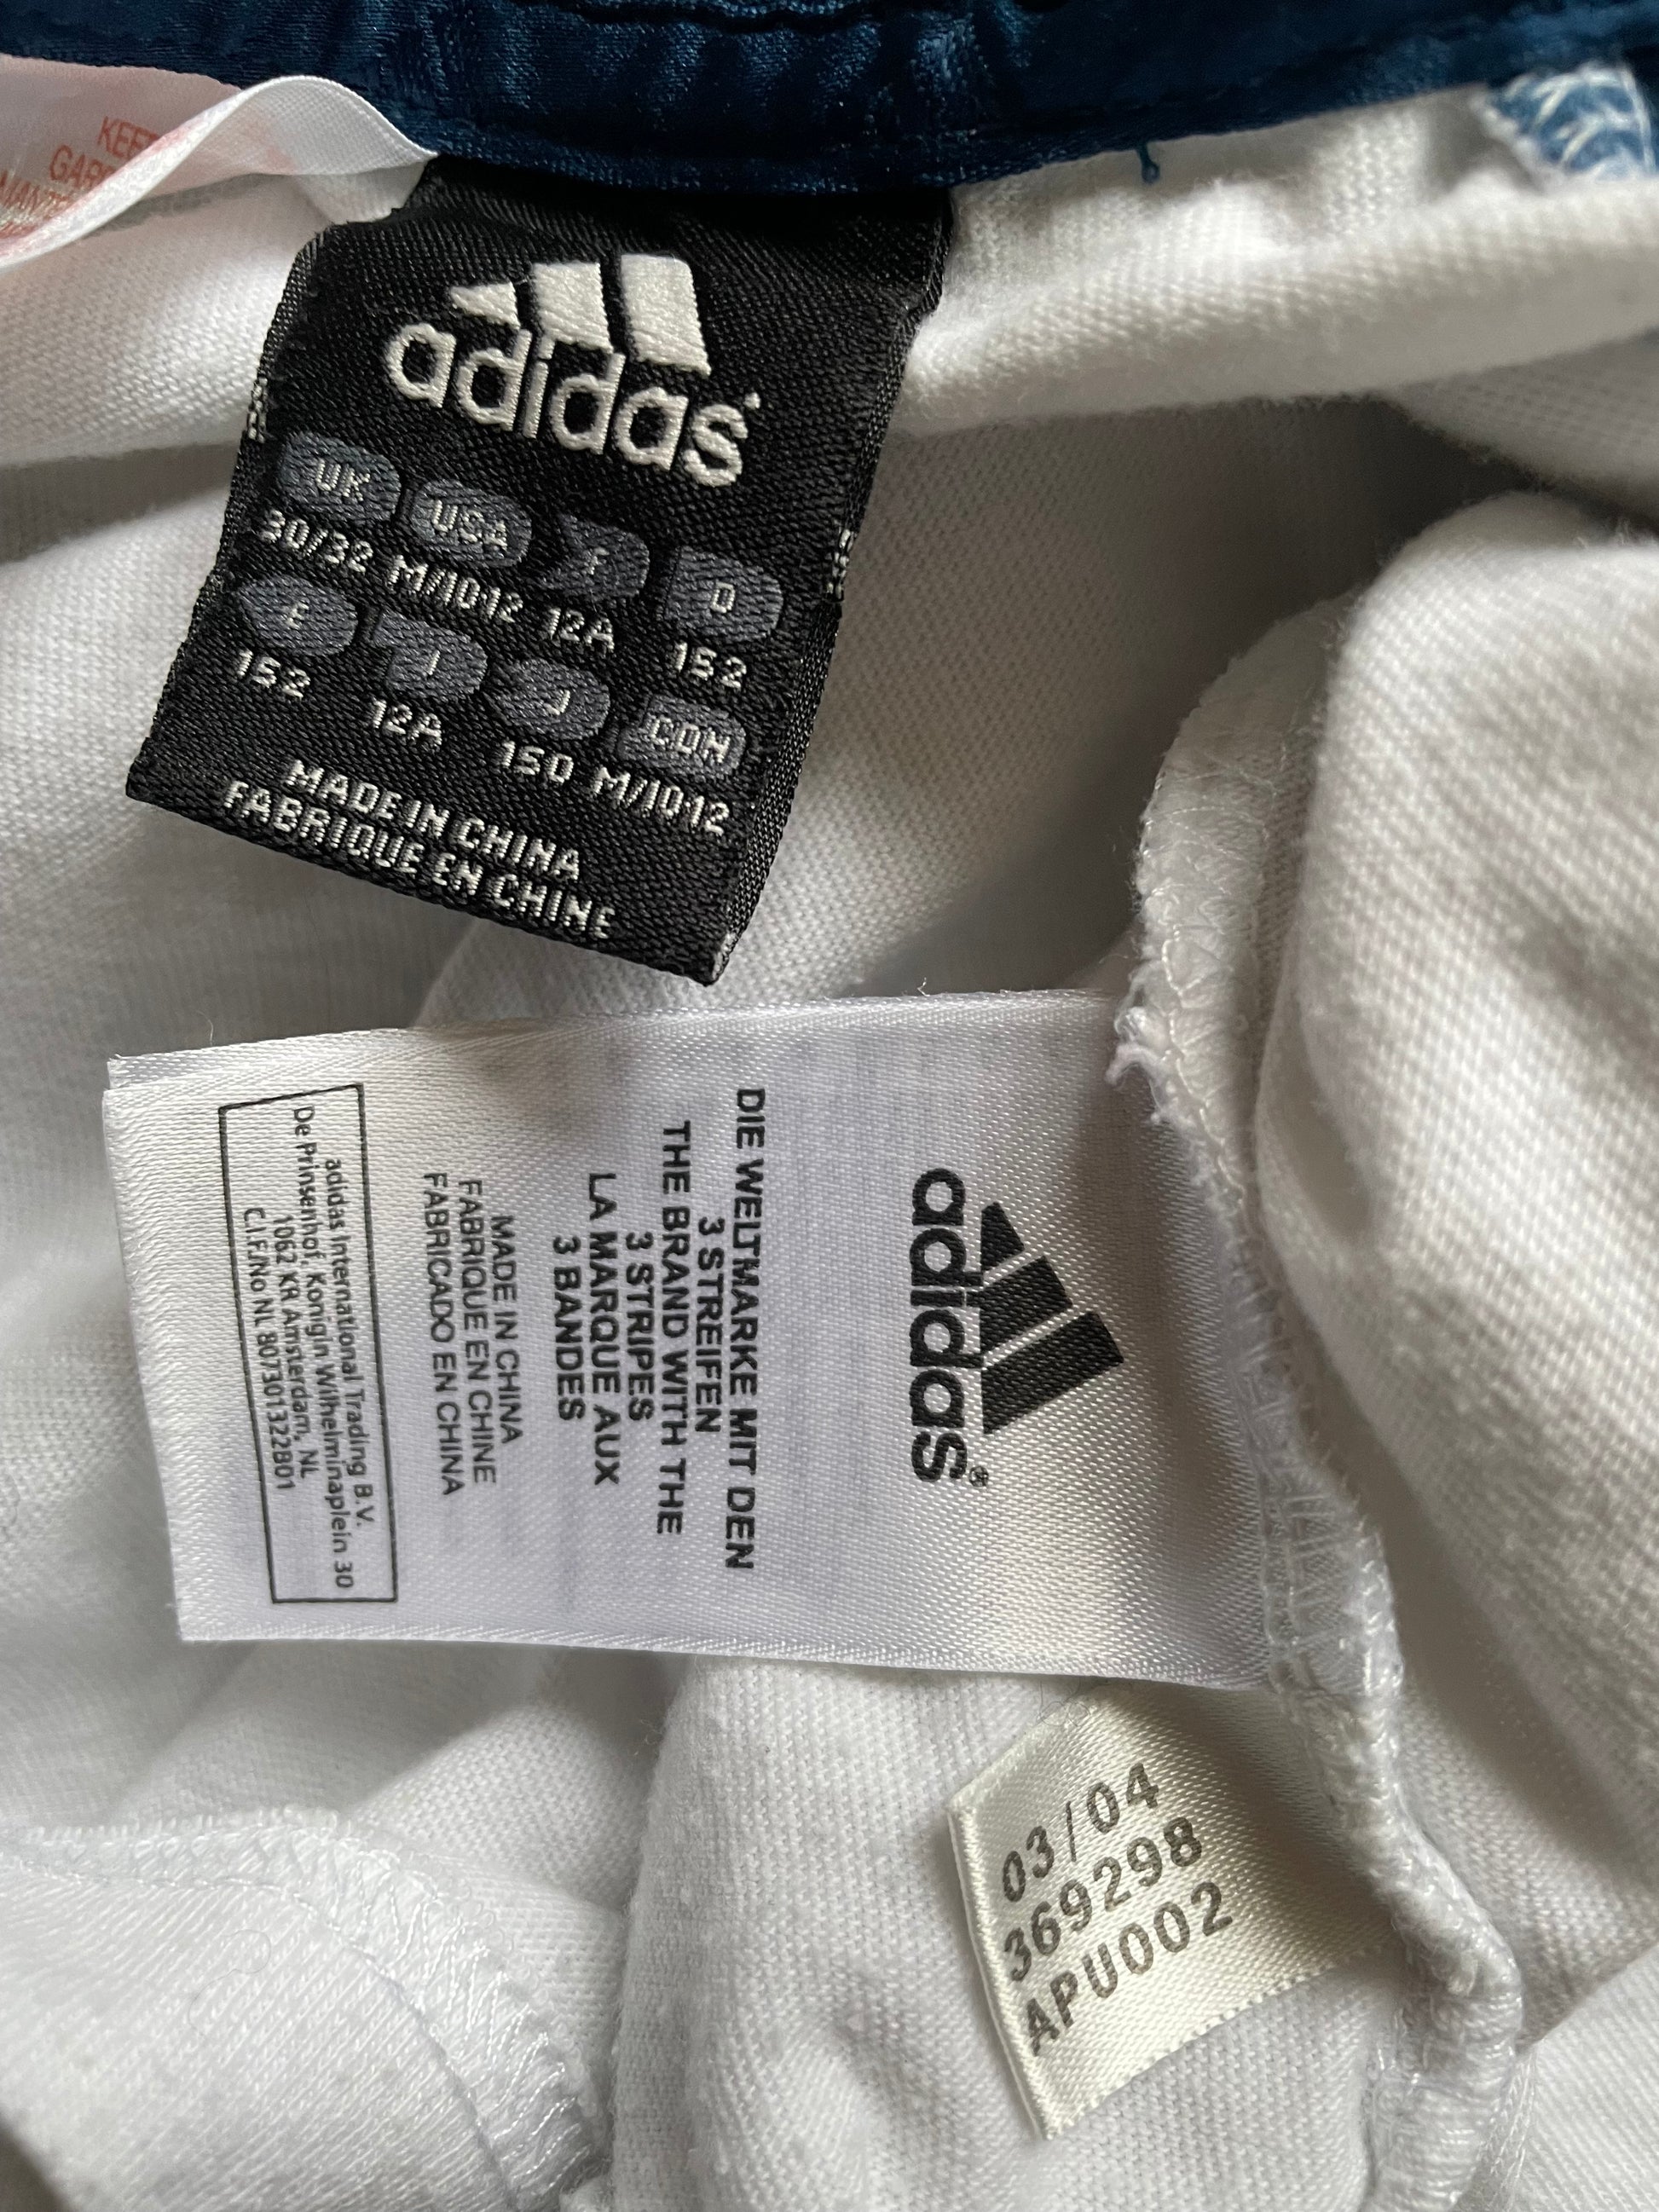 KEEP
GAR
adidas
UK USA F D
30/32 M/10-12 12A 152
E I J CDN
152 12A 150 M/10-12
MADE IN CHINA
FABRIQUE EN CHINE
adidas®
DIE WELTMARKE MIT DEN
3 STREIFEN
THE BRAND WITH THE
3 STRIPES
LA MARQUE AUX
3 BANDES
MADE IN CHINA
FABRIQUE EN CHINE
FABRICADO EN CHINA
adidas International Trading B.V.
De Prinsenhof, Konigin Wilhelminaplein 30
1062 KR Amsterdam, NL
C.I.F./No NL 807301322B01
03/04
369298
APU002